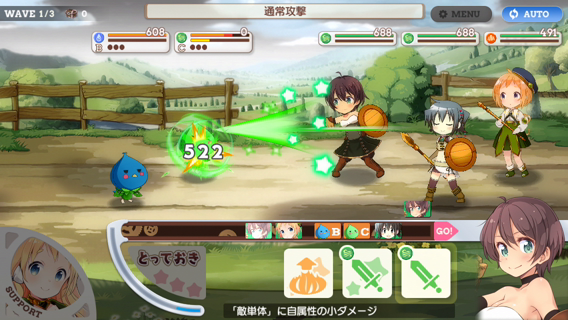 WAVE 1/3 0
通常攻撃
MENU
AUTO
608
B
0
C
688
688
491
522
B C GO!
とっておき
SUPPORT
「敵単体」に自属性の小ダメージ